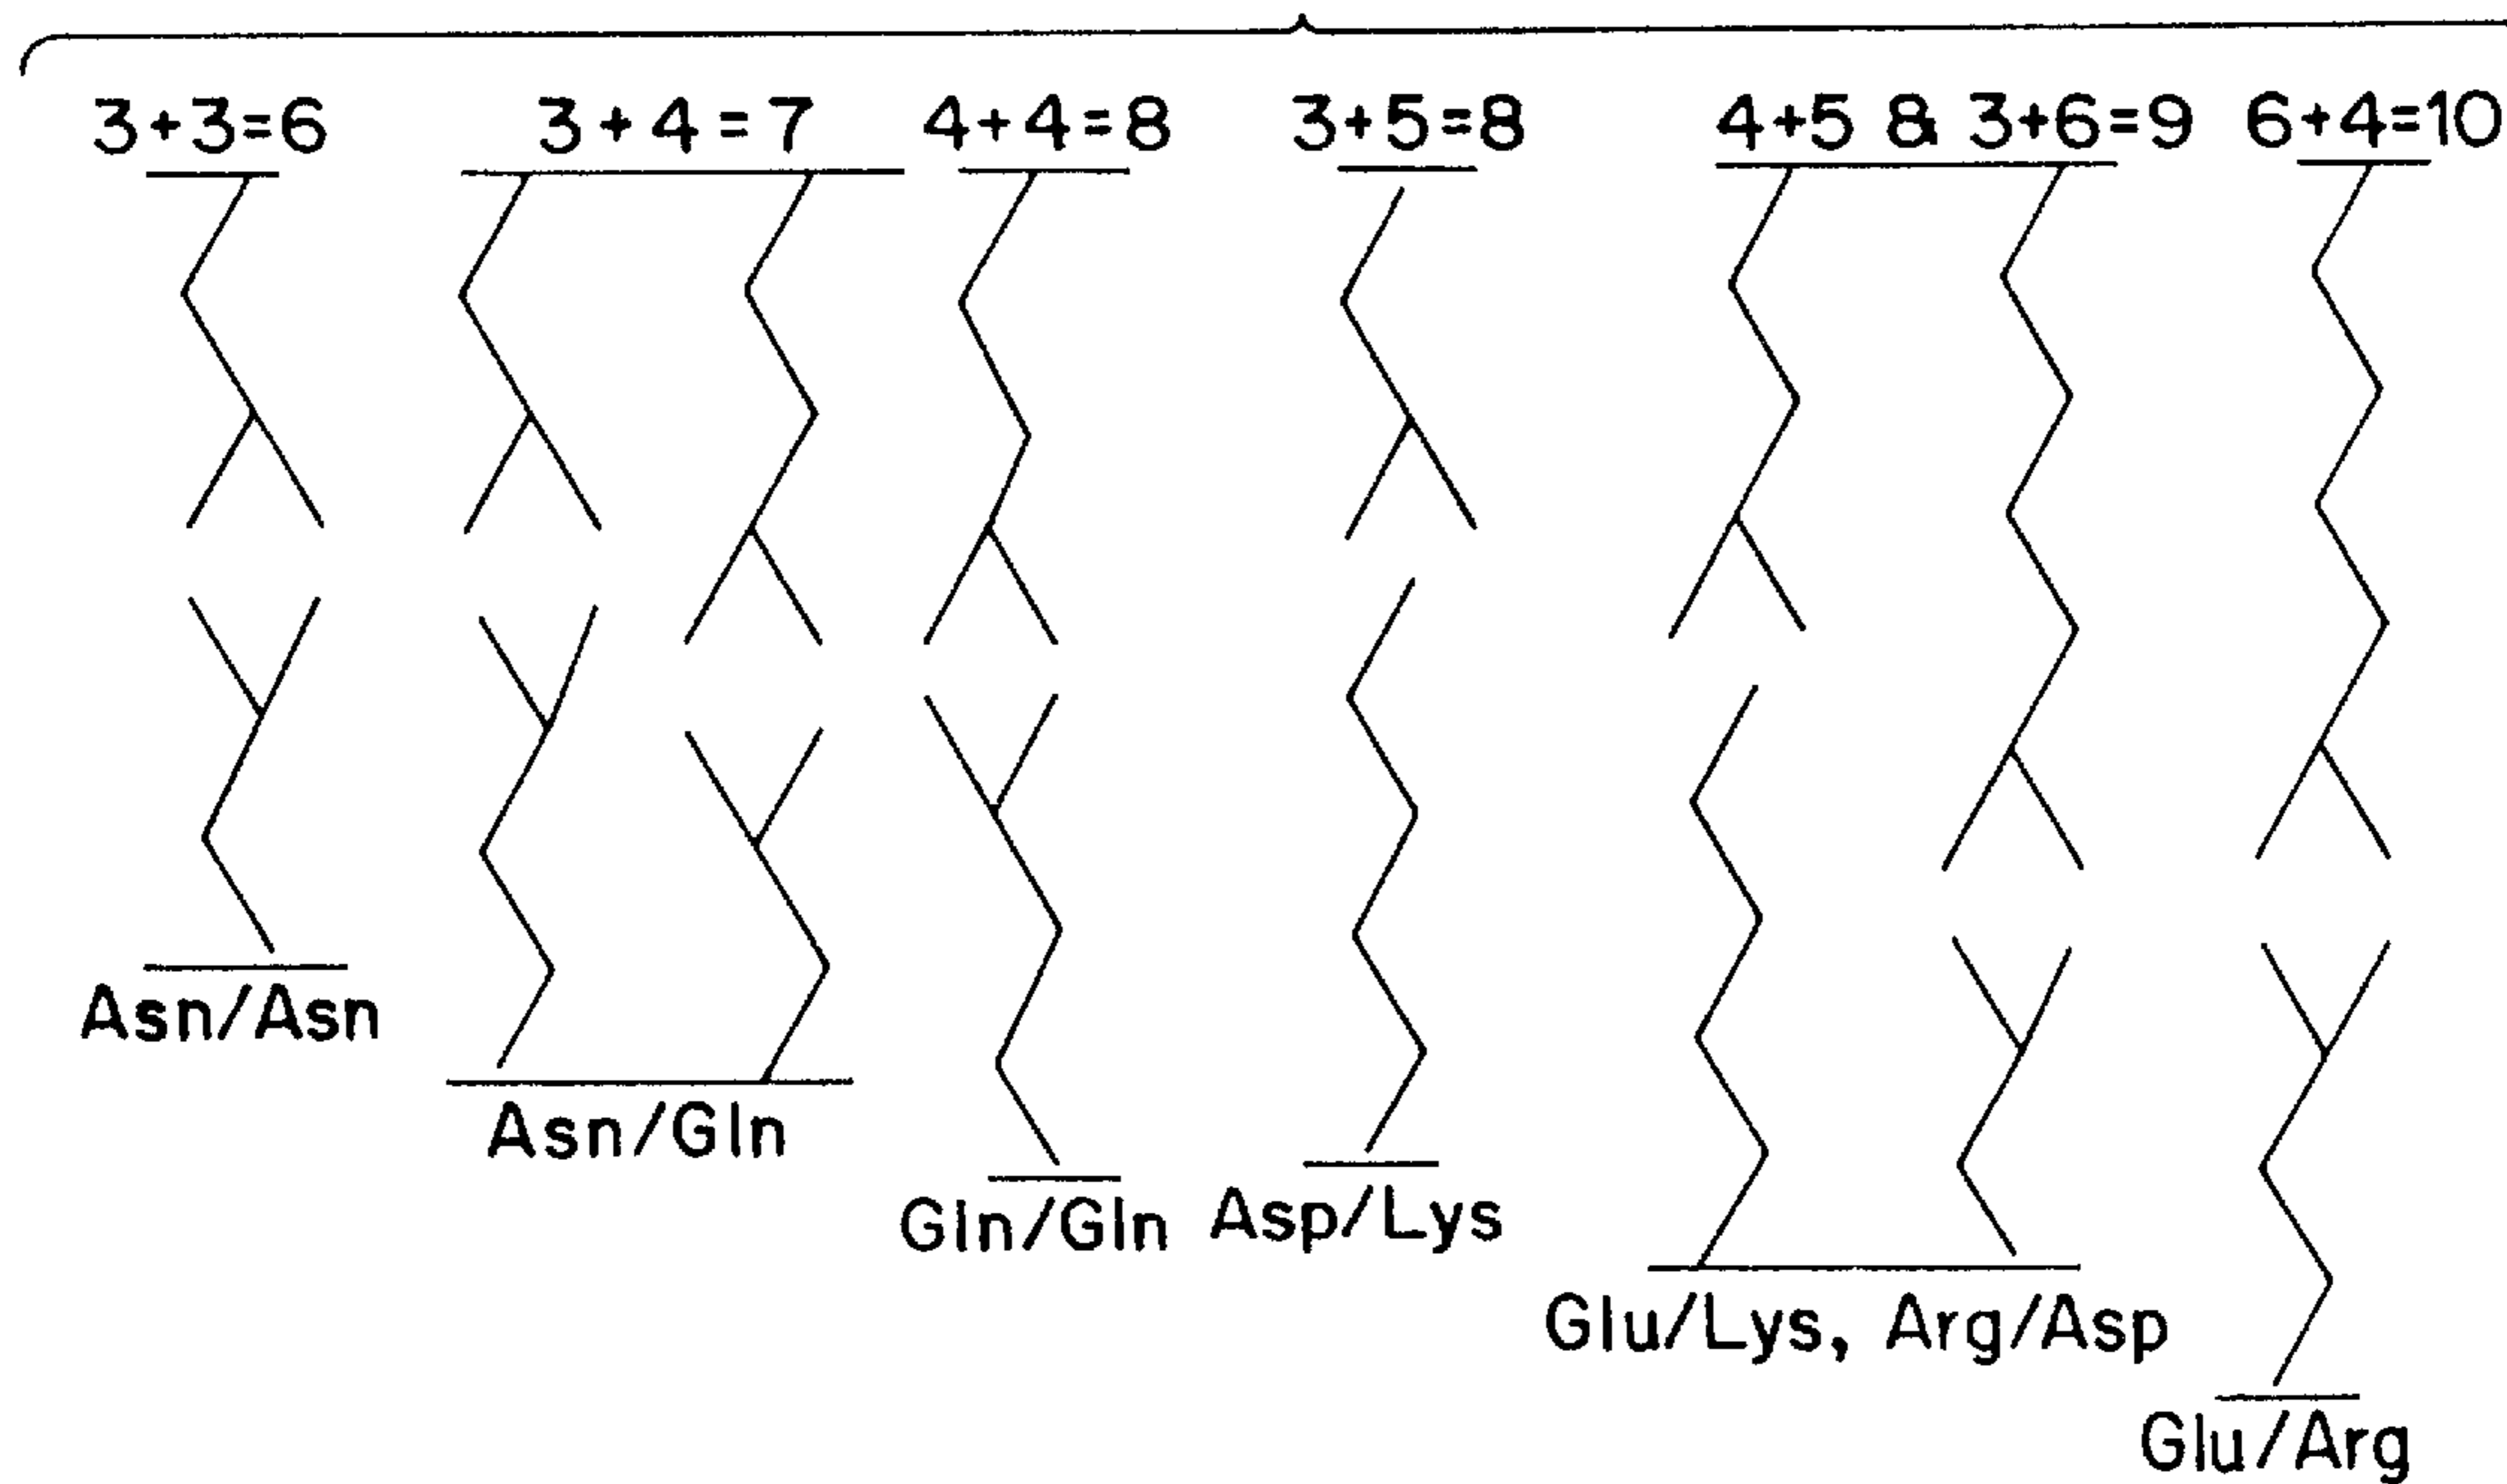 3+3=6 3+4=7 4+4=8 3+5=8 4+5 & 3+6=9 6+4=10
Asn/Asn
Asn/Gln
Gln/Gln Asp/Lys
Glu/Lys, Arg/Asp
Glu/Arg